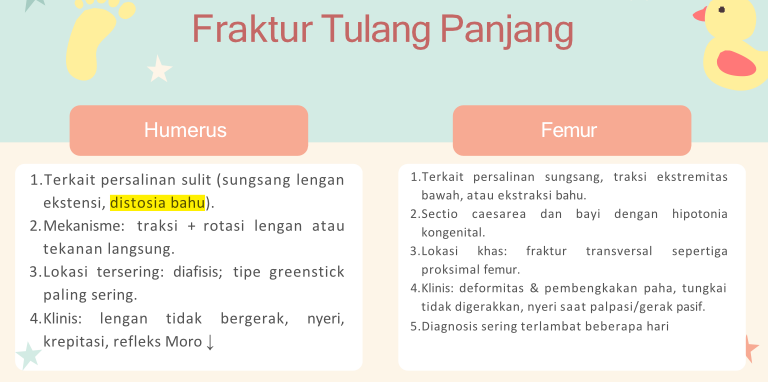 Fraktur Tulang Panjang
Humerus
1.Terkait persalinan sulit (sungsang lengan
ekstensi, distosia bahu).
2.Mekanisme: traksi + rotasi lengan atau
tekanan langsung.
3.Lokasi tersering: diafisis; tipe greenstick
paling sering.
4.Klinis: lengan tidak bergerak, nyeri,
krepitasi, refleks Moro ↓
Femur
1.Terkait persalinan sungsang, traksi ekstremitas
bawah, atau ekstraksi bahu.
2.Sectio caesarea dan bayi dengan hipotonia
kongenital.
3.Lokasi khas: fraktur transversal sepertiga
proksimal femur.
4.Klinis: deformitas & pembengkakan paha, tungkai
tidak digerakkan, nyeri saat palpasi/gerak pasif.
5.Diagnosis sering terlambat beberapa hari